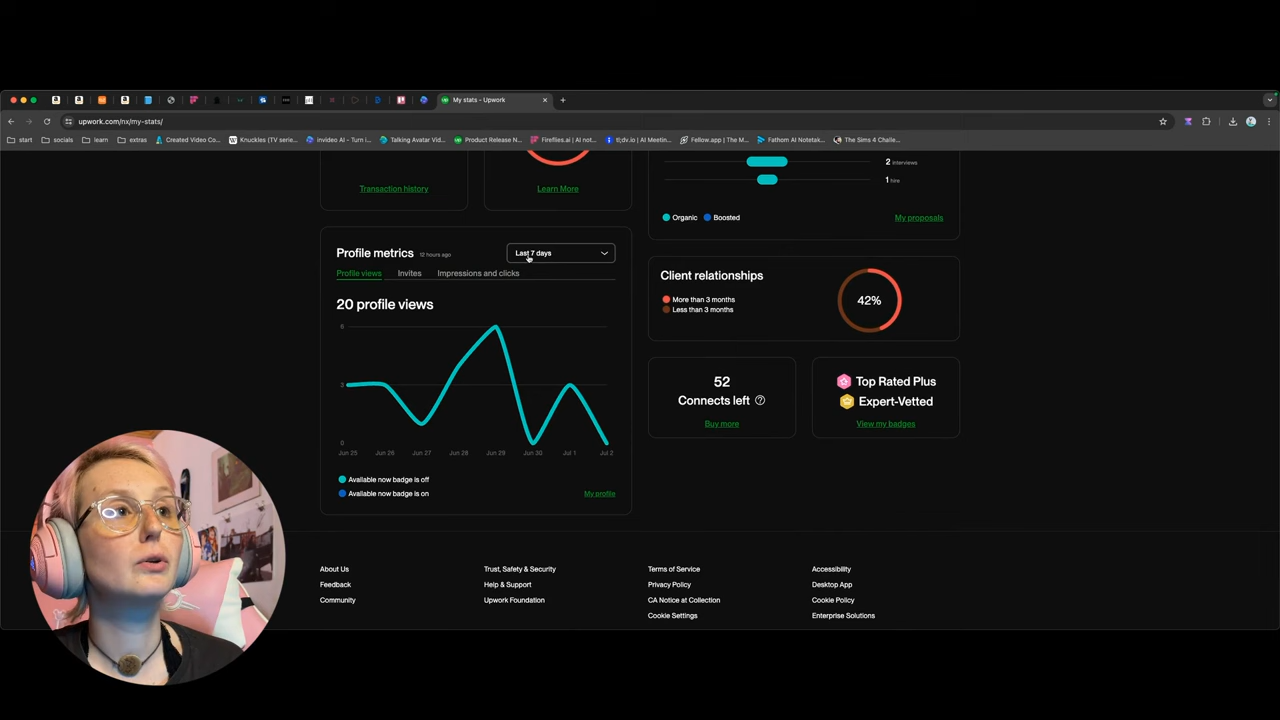 My stats - Upwork
upwork.com/nx/my-stats/
start
socials
learn
extras
Created Video Co...
Knuckles (TV serie...
invideo AI - Turn i...
Talking Avatar Vid...
Product Release N...
Fireflies.ai | AI not...
tl;dv.io | AI Meetin...
Fellow.app | The M...
Fathom AI Notetak...
The Sims 4 Challe...
2 interviews
1 hire
Transaction history
Learn More
Organic
Boosted
My proposals
Profile metrics
12 hours ago
Last 7 days
Profile views
Invites
Impressions and clicks
20 profile views
6
3
0
Jun 25
Jun 26
Jun 27
Jun 28
Jun 29
Jun 30
Jul 1
Jul 2
Available now badge is off
Available now badge is on
My profile
Client relationships
More than 3 months
Less than 3 months
42%
52
Connects left
Buy more
Top Rated Plus
Expert-Vetted
View my badges
About Us
Trust, Safety & Security
Terms of Service
Accessibility
Feedback
Help & Support
Privacy Policy
Desktop App
Community
Upwork Foundation
CA Notice at Collection
Cookie Policy
Cookie Settings
Enterprise Solutions